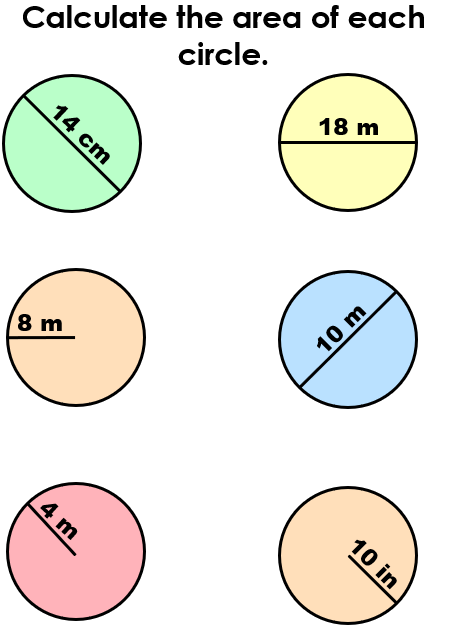 Calculate the area of each
circle.
14 cm
18 m
8 m
10 m
4 m
10 in